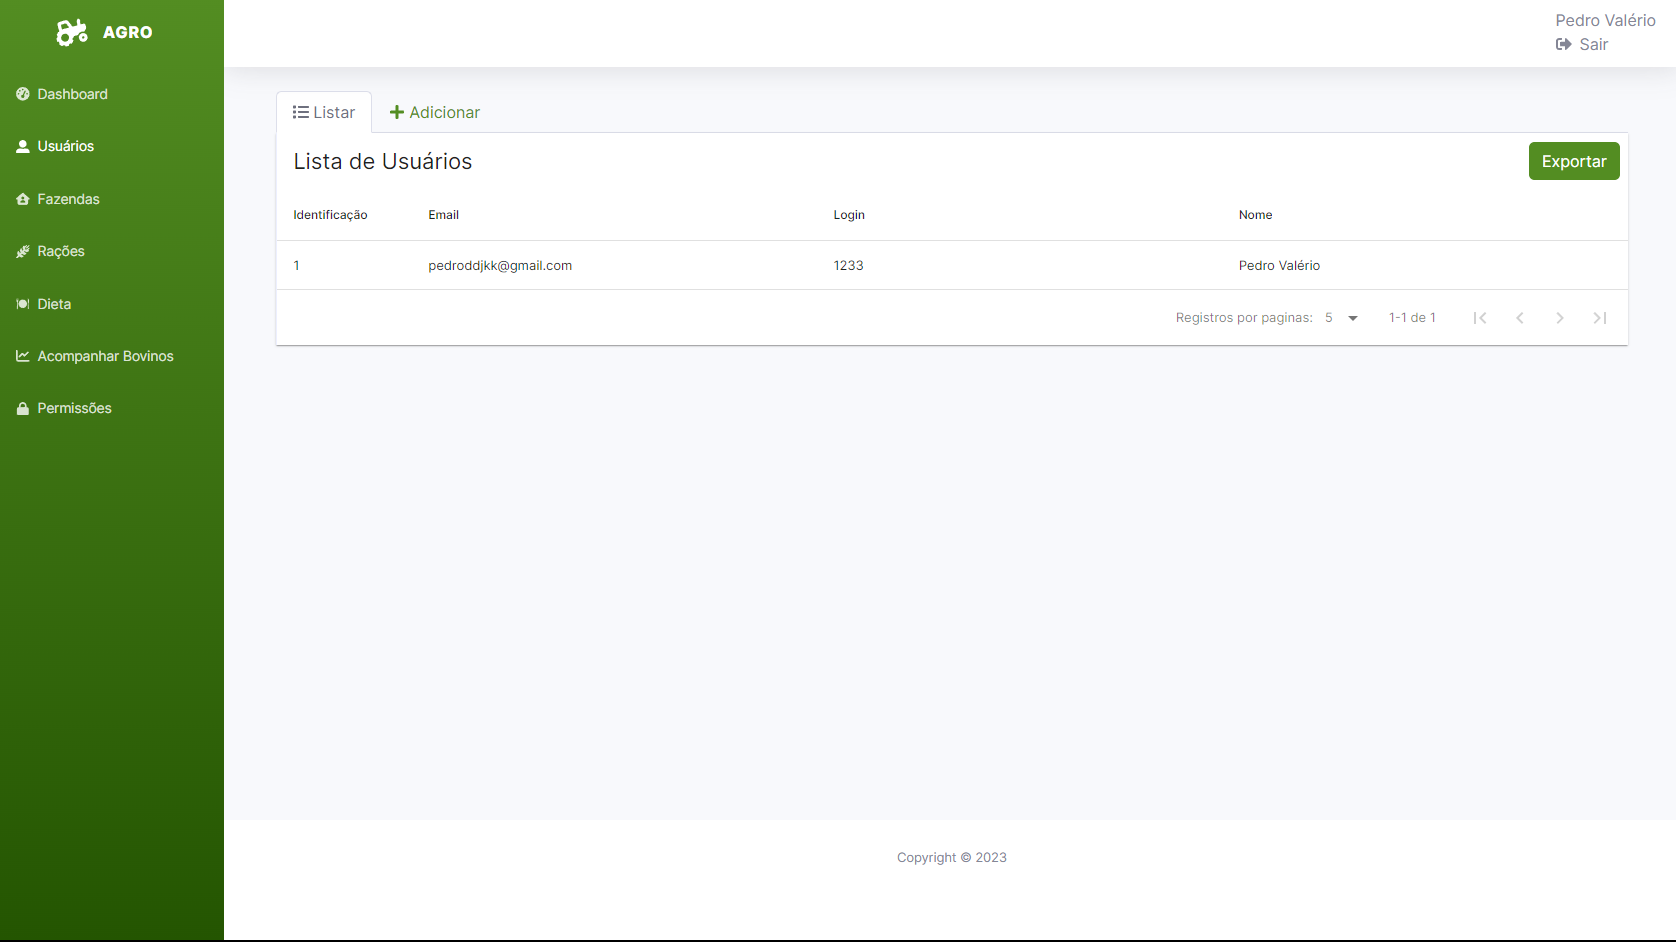 AGRO
Dashboard
Usuários
Fazendas
Rações
Dieta
Acompanhar Bovinos
Permissões
Pedro Valério
Sair
Listar
Adicionar
Lista de Usuários
Exportar
Identificação Email Login Nome
1 pedroddjkk@gmail.com 1233 Pedro Valério
Registros por paginas: 5 1-1 de 1
Copyright © 2023